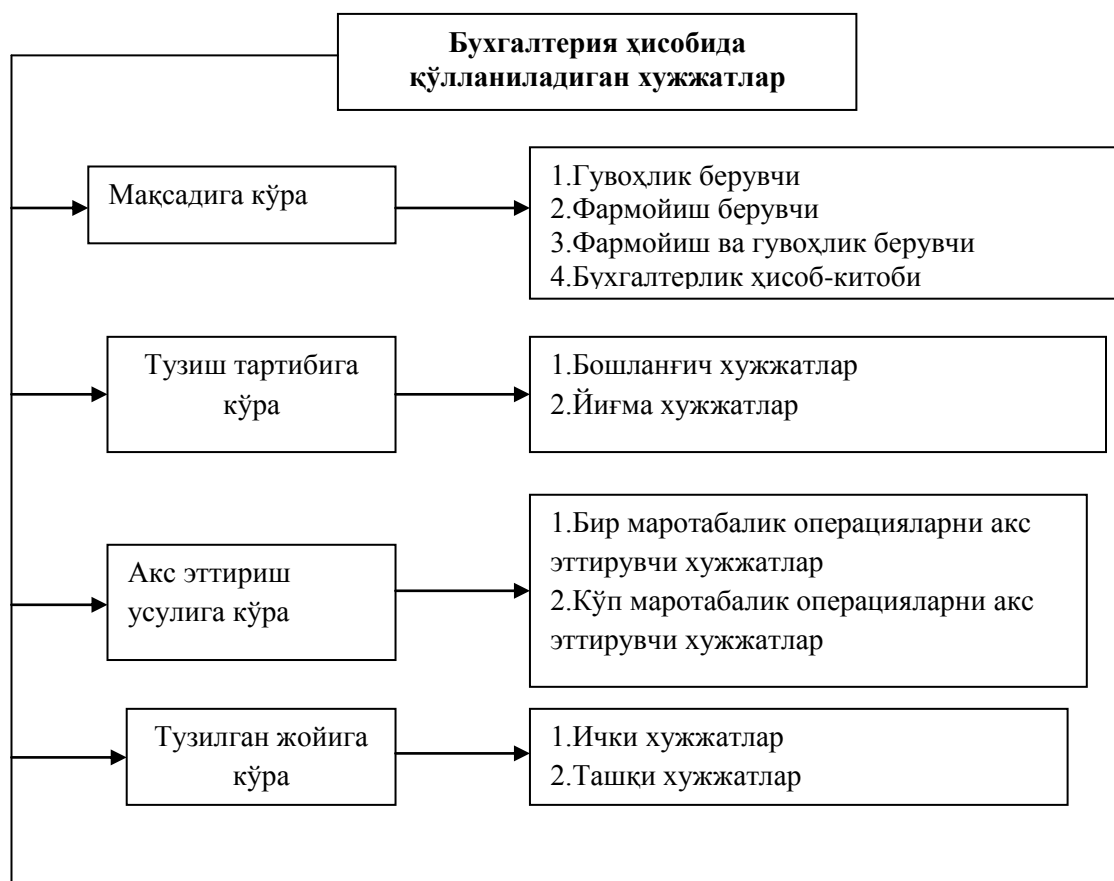 Бухгалтерия ҳисобида
қўлланиладиган хужжатлар
Мақсадига кўра
1.Гувоҳлик берувчи
2.Фармойиш берувчи
3.Фармойиш ва гувоҳлик берувчи
4.Бухгалтерлик ҳисоб-китоби
Тузиш тартибига
кўра
1.Бошланғич хужжатлар
2.Йиғма хужжатлар
Акс эттириш
усулига кўра
1.Бир маротабалик операцияларни акс
эттирувчи хужжатлар
2.Кўп маротабалик операцияларни акс
эттирувчи хужжатлар
Тузилган жойига
кўра
1.Ички хужжатлар
2.Ташқи хужжатлар